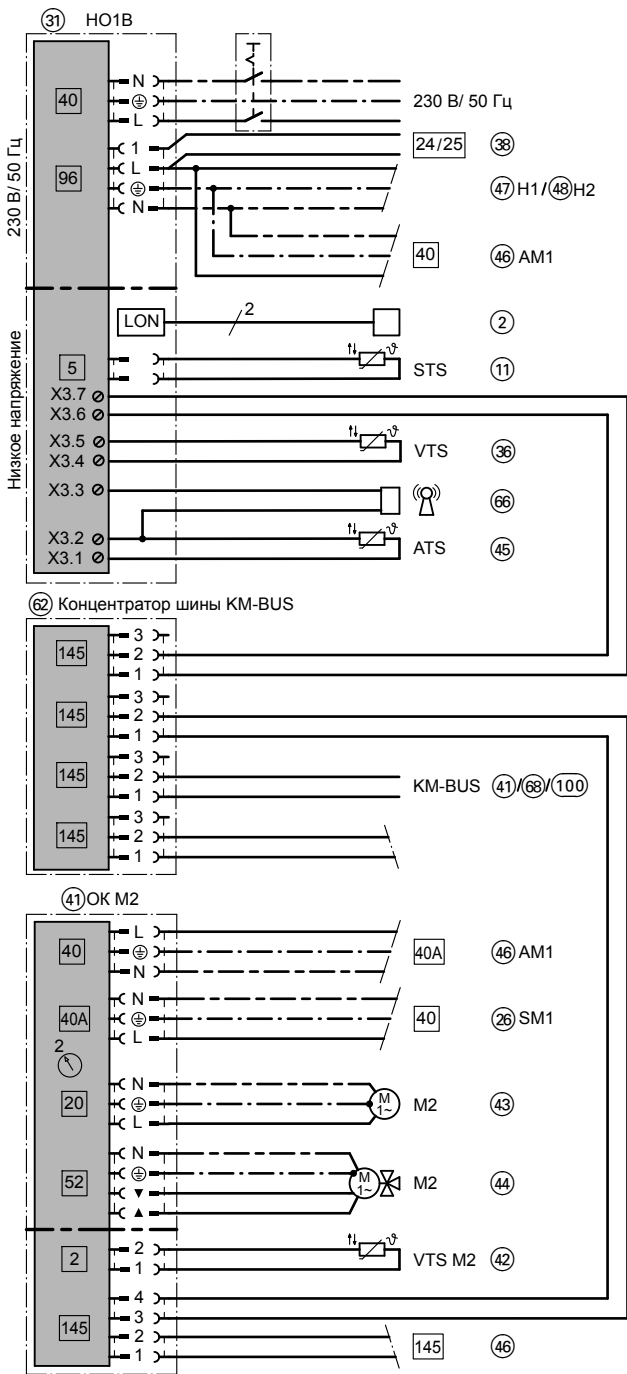 31 HO1B
N
40 ⏚ 230 В/ 50 Гц
L
1 24/25 38
96 L
⏚ 47 H1/48 H2
N
40 46 AM1
230 В/ 50 Гц
LON 2 2
5 ϑ STS 11
X3.7
X3.6
X3.5 ϑ VTS 36
X3.4
X3.3 66
X3.2 ϑ ATS 45
X3.1
Низкое напряжение
62 Концентратор шины KM-BUS
3
145 2
1
3
145 2
1
3
145 2 KM-BUS 41/68/100
1
3
145 2
1
41 ОК М2
L
40 ⏚ 40A 46 AM1
N
N
40A ⏚ 40 26 SM1
L
2
N
20 ⏚ M 1~ M2 43
L
N
52 ⏚ M 1~ M2 44
▼
▲
2 2 ϑ VTS M2 42
1
4
145 3
2 145 46
1